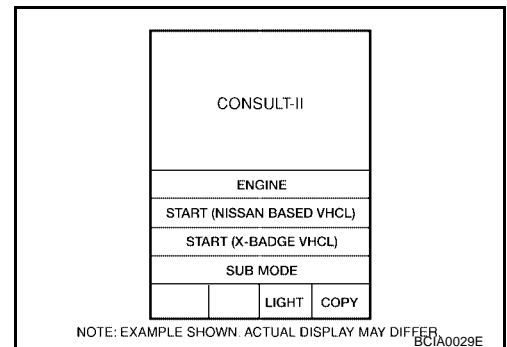 CONSULT-II
ENGINE
START (NISSAN BASED VHCL)
START (X-BADGE VHCL)
SUB MODE
LIGHT COPY
NOTE: EXAMPLE SHOWN. ACTUAL DISPLAY MAY DIFFER.
BCIA0029E